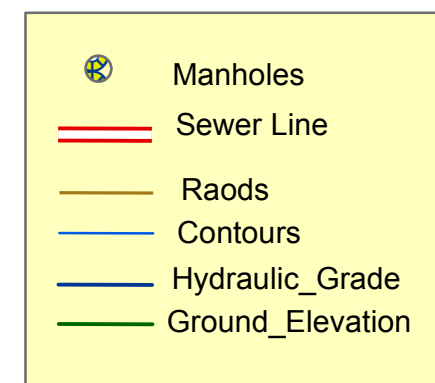 Manholes
Sewer Line
Raods
Contours
Hydraulic_Grade
Ground_Elevation